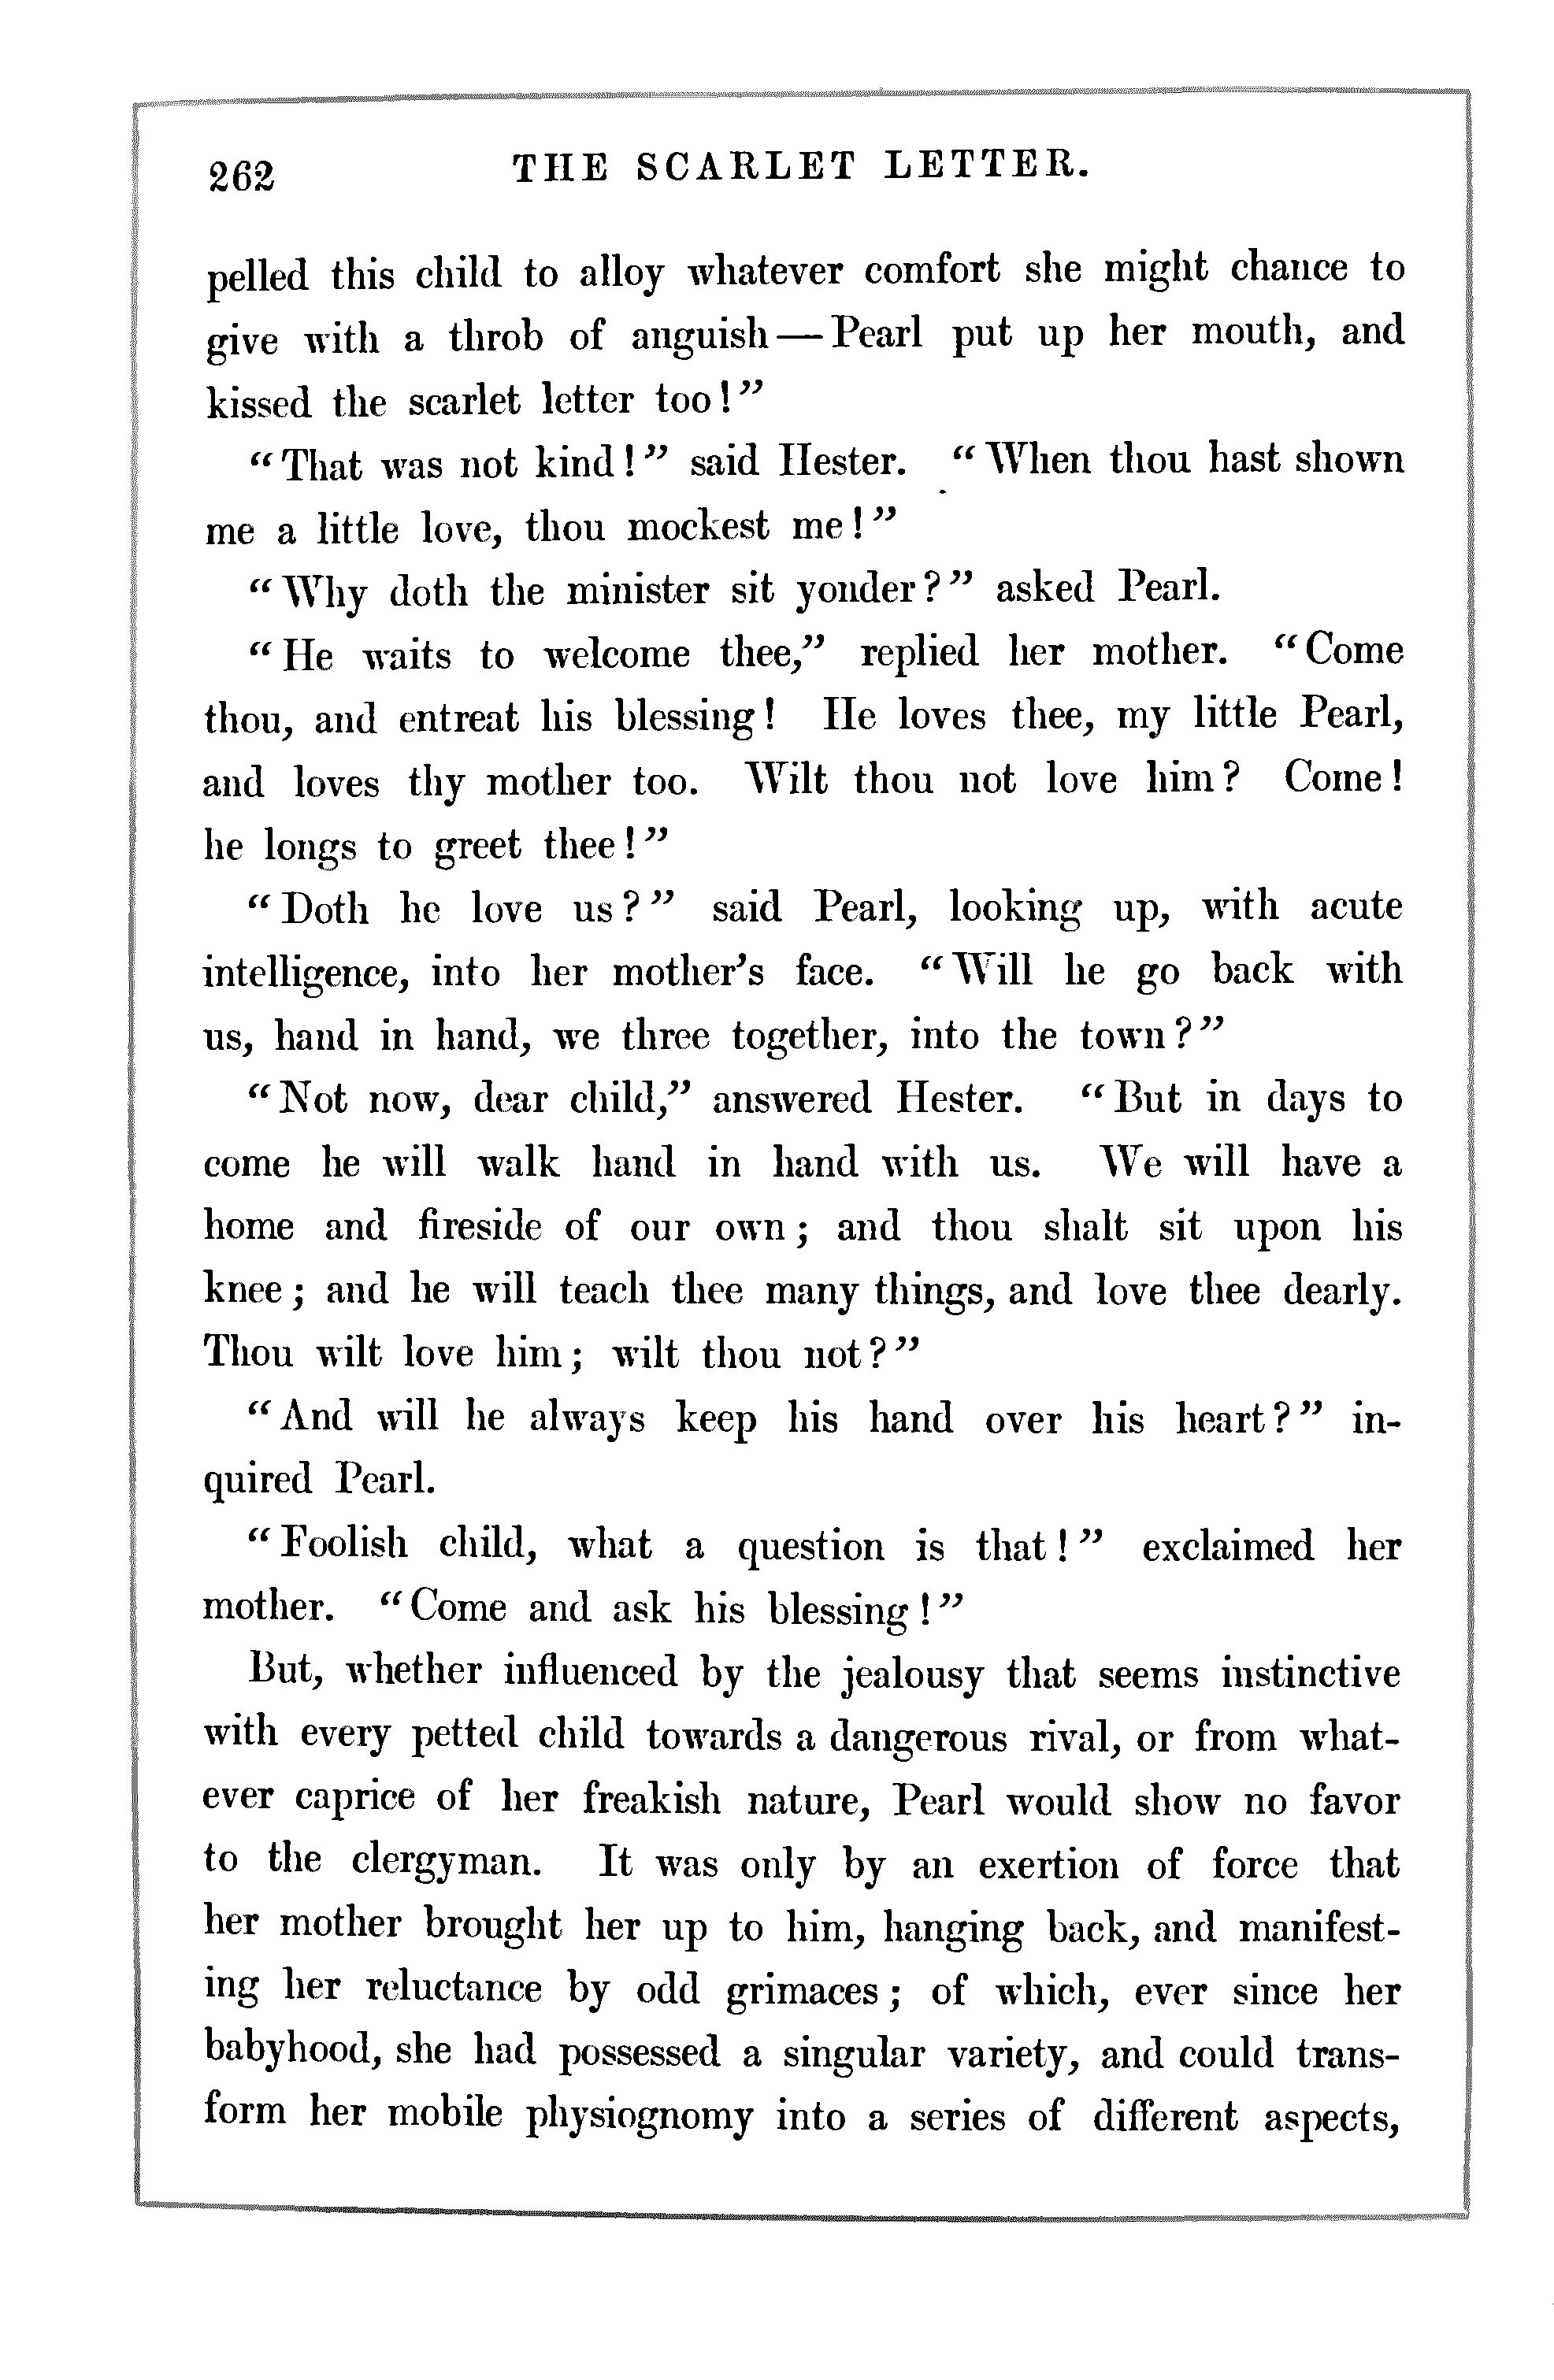 262 THE SCARLET LETTER.
pelled this child to alloy whatever comfort she might chance to
give with a throb of anguish—Pearl put up her mouth, and
kissed the scarlet letter too!”
“That was not kind!” said Hester. “When thou hast shown
me a little love, thou mockest me!”
“Why doth the minister sit yonder?” asked Pearl.
“He waits to welcome thee,” replied her mother. “Come
thou, and entreat his blessing! He loves thee, my little Pearl,
and loves thy mother too. Wilt thou not love him? Come!
he longs to greet thee!”
“Doth he love us?” said Pearl, looking up, with acute
intelligence, into her mother’s face. “Will he go back with
us, hand in hand, we three together, into the town?”
“Not now, dear child,” answered Hester. “But in days to
come he will walk hand in hand with us. We will have a
home and fireside of our own; and thou shalt sit upon his
knee; and he will teach thee many things, and love thee dearly.
Thou wilt love him; wilt thou not?”
“And will he always keep his hand over his heart?” in-
quired Pearl.
“Foolish child, what a question is that!” exclaimed her
mother. “Come and ask his blessing!”
But, whether influenced by the jealousy that seems instinctive
with every petted child towards a dangerous rival, or from what-
ever caprice of her freakish nature, Pearl would show no favor
to the clergyman. It was only by an exertion of force that
her mother brought her up to him, hanging back, and manifest-
ing her reluctance by odd grimaces; of which, ever since her
babyhood, she had possessed a singular variety, and could trans-
form her mobile physiognomy into a series of different aspects,